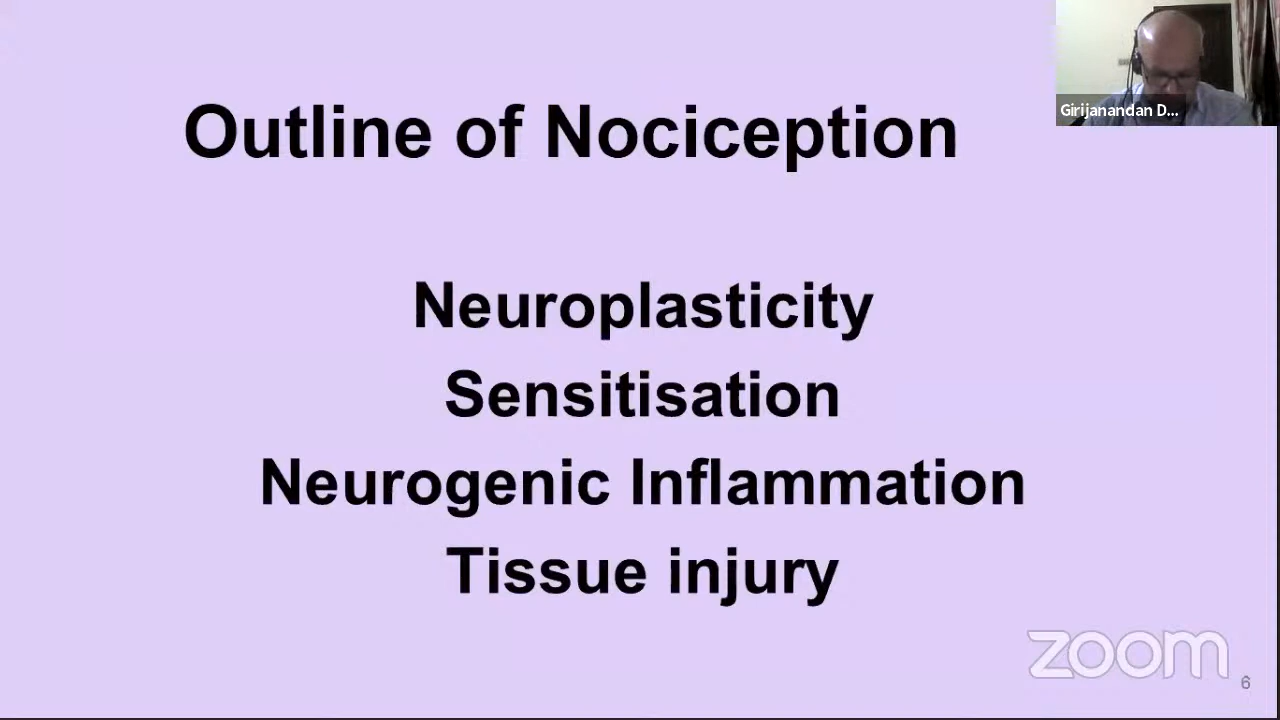 Outline of Nociception
Girijanandan D...
Neuroplasticity
Sensitisation
Neurogenic Inflammation
Tissue injury
zoom
6